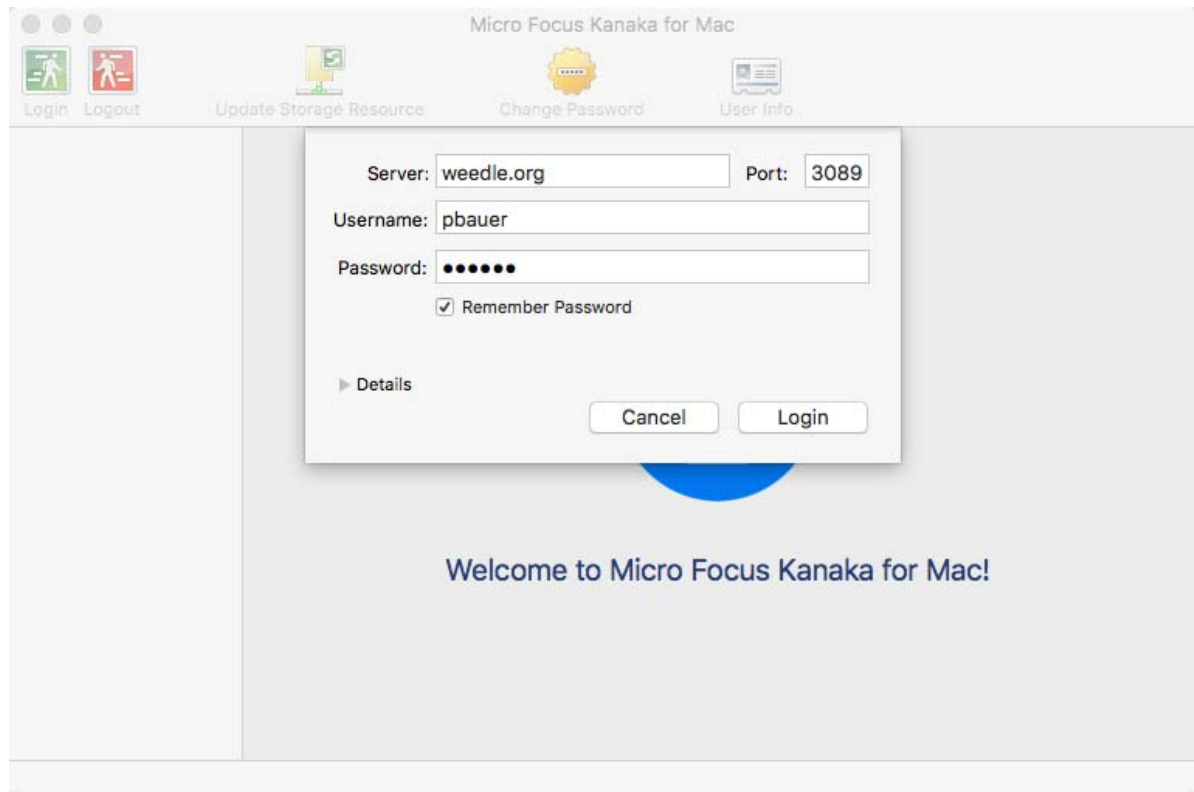 Micro Focus Kanaka for Mac
Login Logout Update Storage Resource Change Password User Info
Server: weedle.org Port: 3089
Username: pbauer
Password: ••••••
Remember Password
Details
Cancel Login
Welcome to Micro Focus Kanaka for Mac!